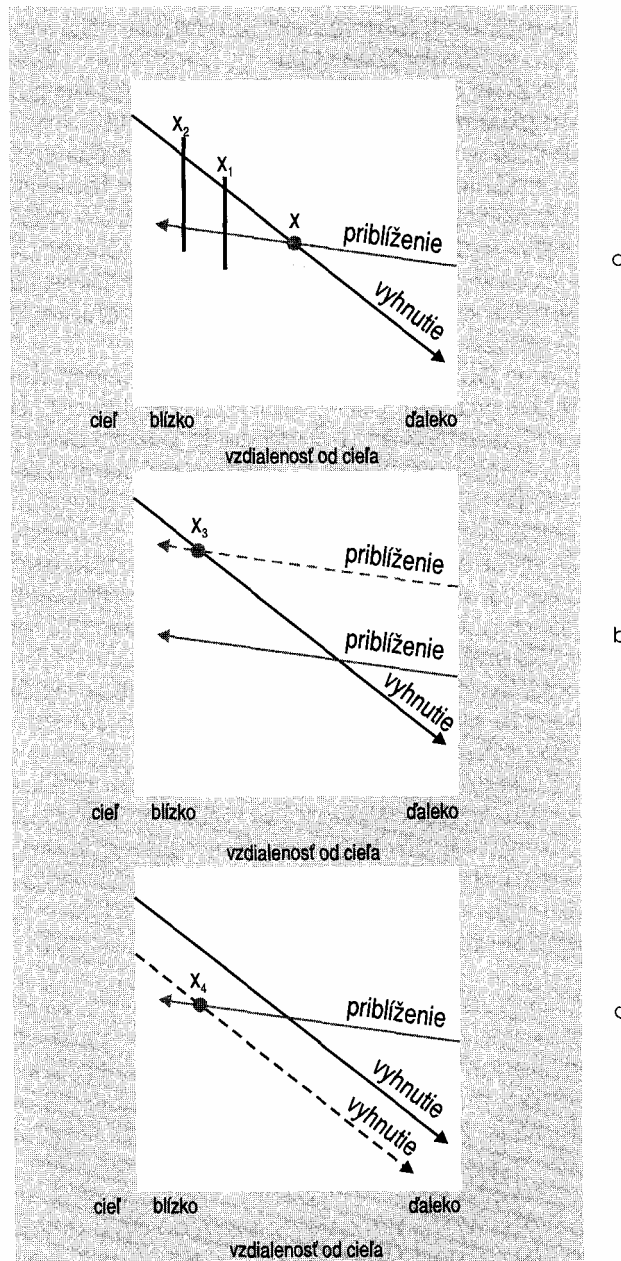 X₂
X₁
X
priblíženie
vyhnutie
cieľ blízko ďaleko
vzdialenosť od cieľa
X₃
priblíženie
priblíženie
vyhnutie
b
cieľ blízko ďaleko
vzdialenosť od cieľa
X₄
priblíženie
vyhnutie
vyhnutie
cieľ blízko ďaleko
vzdialenosť od cieľa